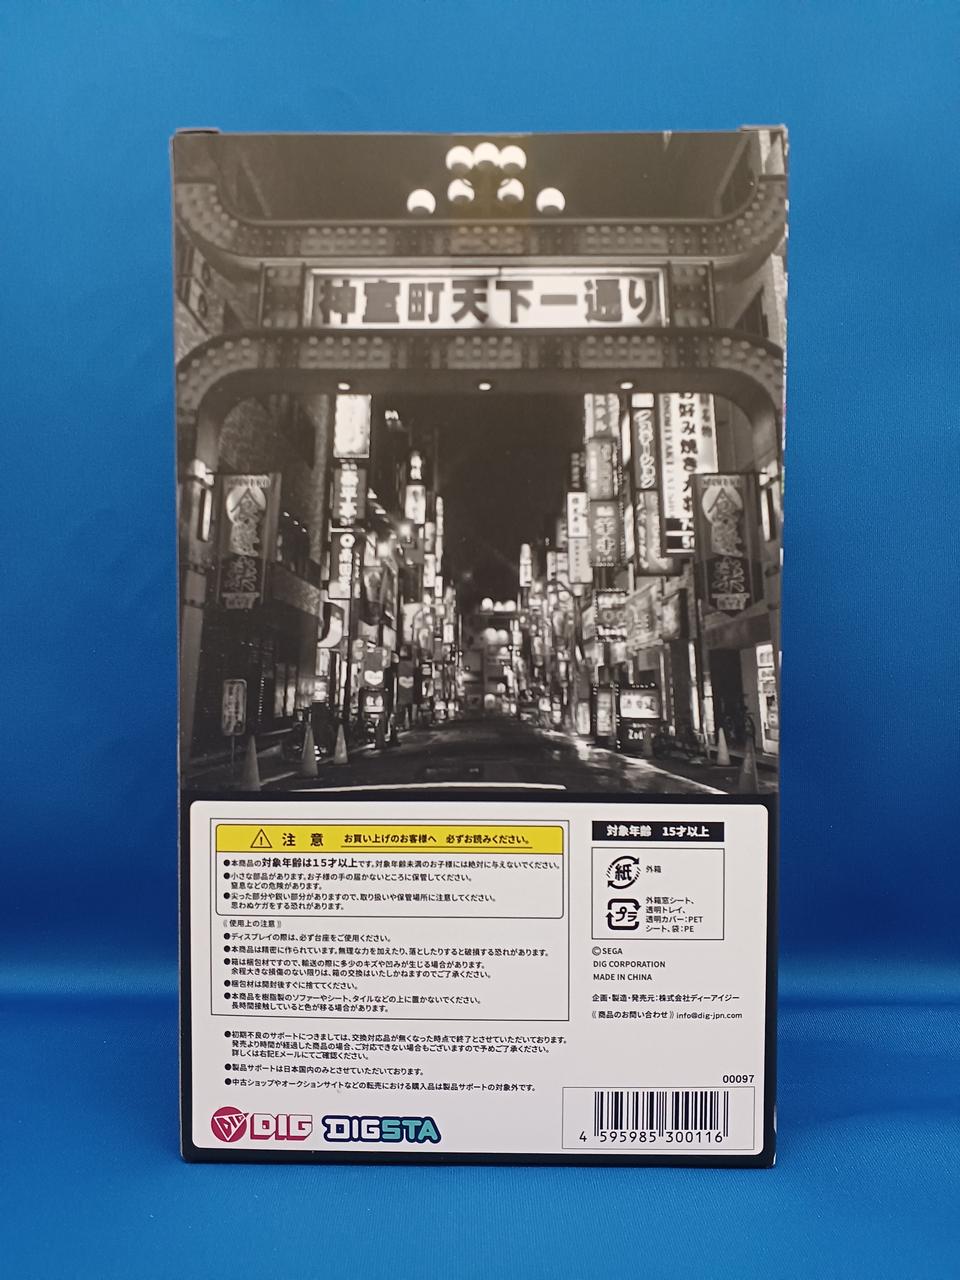 神室町天下一通り
お好み焼き
Zed
注意 お買い上げのお客様へ 必ずお読みください。
●本商品の対象年齢は15才以上です。対象年齢未満のお子様には絶対に与えないでください。
●小さな部品があります。お子様の手の届かないところに保管してください。
窒息などの危険があります。
●尖った部分や鋭い部分がありますので、取り扱いや保管場所に注意してください。
思わぬケガをする恐れがあります。
《使用上の注意》
●ディスプレイの際は、必ず台座をご使用ください。
●本商品は精密に作られています。無理な力を加えたり、落としたりすると破損する恐れがあります。
●箱は梱包材ですので、輸送の際に多少のキズや凹みが生じる場合があります。
余程大きな損傷のない限りは、箱の交換はいたしかねますのでご了承ください。
●梱包材は開封後すぐに捨ててください。
●本商品を樹脂製のソファーやシート、タイルなどの上に置かないでください。
長時間接触していると色が移る場合があります。
●初期不良のサポートにつきましては、交換対応品が無くなった時点で終了とさせていただいております。
発売より時間が経過した商品の場合、ご対応できない場合もございますので予めご了承ください。
詳しくは右記Eメールにてご確認ください。
●製品サポートは日本国内のみとさせていただいております。
●中古ショップやオークションサイトなどの転売における購入品は製品サポートの対象外です。
DIG DIG DIGSTA
対象年齢 15才以上
紙 外箱
プラ 外箱窓シート、
透明トレイ、
透明カバー:PET
シート、袋:PE
©SEGA
DIG CORPORATION
MADE IN CHINA
企画・製造・発売元:株式会社ディーアイジー
《商品のお問い合わせ》info@dig-jpn.com
00097
4 595985 300116